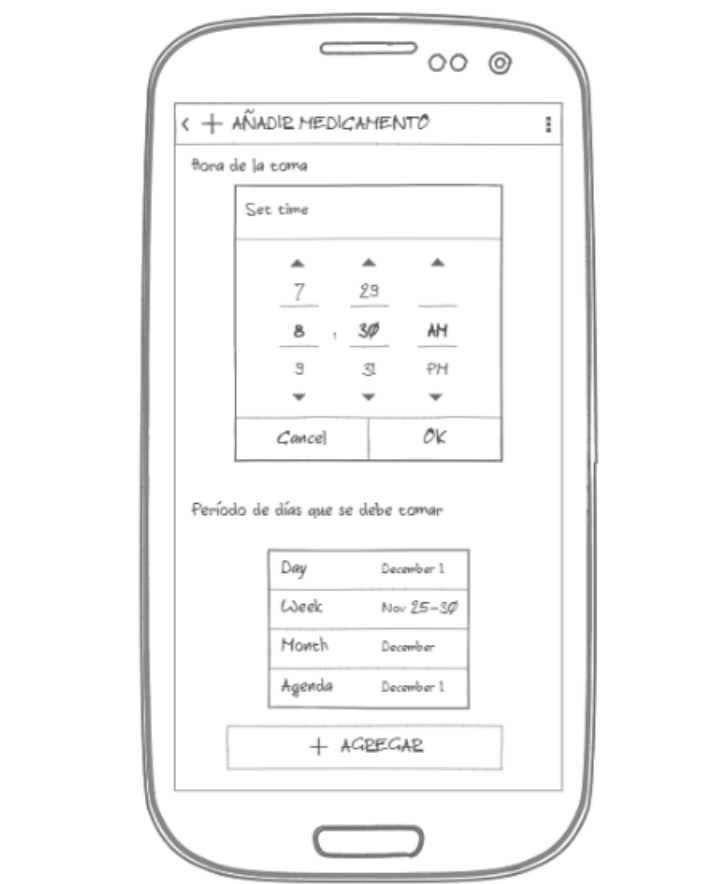 < + AÑADIR MEDICAMENTO
Hora de la toma
Set time
7 29
8 : 30 AM
9 31 PM
Cancel OK
Período de días que se debe tomar
Day December 1
Week Nov 25-30
Month December
Agenda December 1
+ AGREGAR